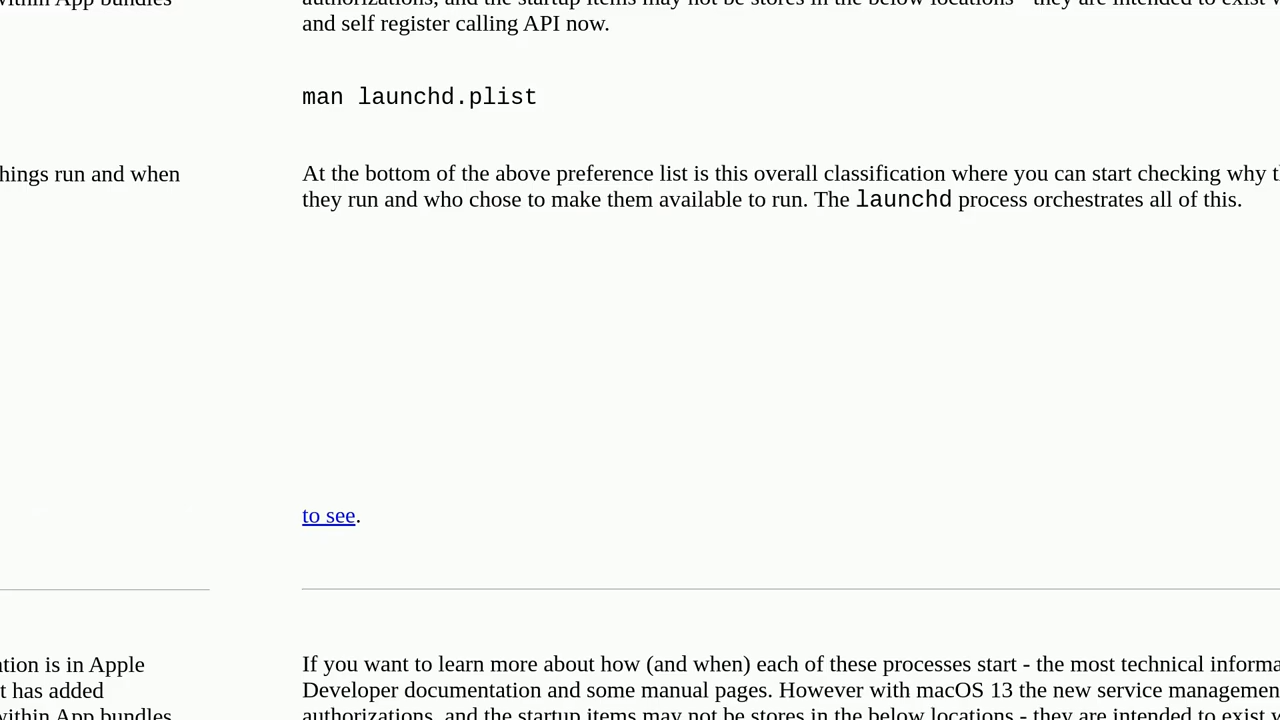 within App bundles
authorizations, and the startup items may not be stores in the below locations - they are intended to exist
and self register calling API now.
man launchd.plist
things run and when
At the bottom of the above preference list is this overall classification where you can start checking why
they run and who chose to make them available to run. The launchd process orchestrates all of this.
to see.
is in Apple
If you want to learn more about how (and when) each of these processes start - the most technical
t has added
Developer documentation and some manual pages. However with macOS 13 the new service
within App bundles
authorizations, and the startup items may not be stores in the below locations - they are intended to exist